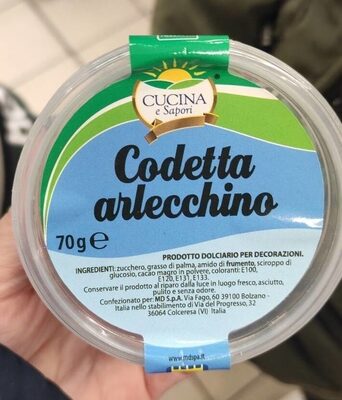 CUCINA
e Sapori
Codetta
arlecchino
70g e
PRODOTTO DOLCIARIO PER DECORAZIONI.
INGREDIENTI: zucchero, grasso di palma, amido di frumento, sciroppo di
glucosio, cacao magro in polvere, coloranti: E100,
E120, E131, E133.
Conservare il prodotto al riparo dalla luce in luogo fresco, asciutto,
pulito e senza odore.
Confezionato per: MD S.p.A. Via Fago, 60 39100 Bolzano -
Italia nello stabilimento di Via del Progresso, 32
36064 Colceresa (VI) Italia
www.mdspa.it